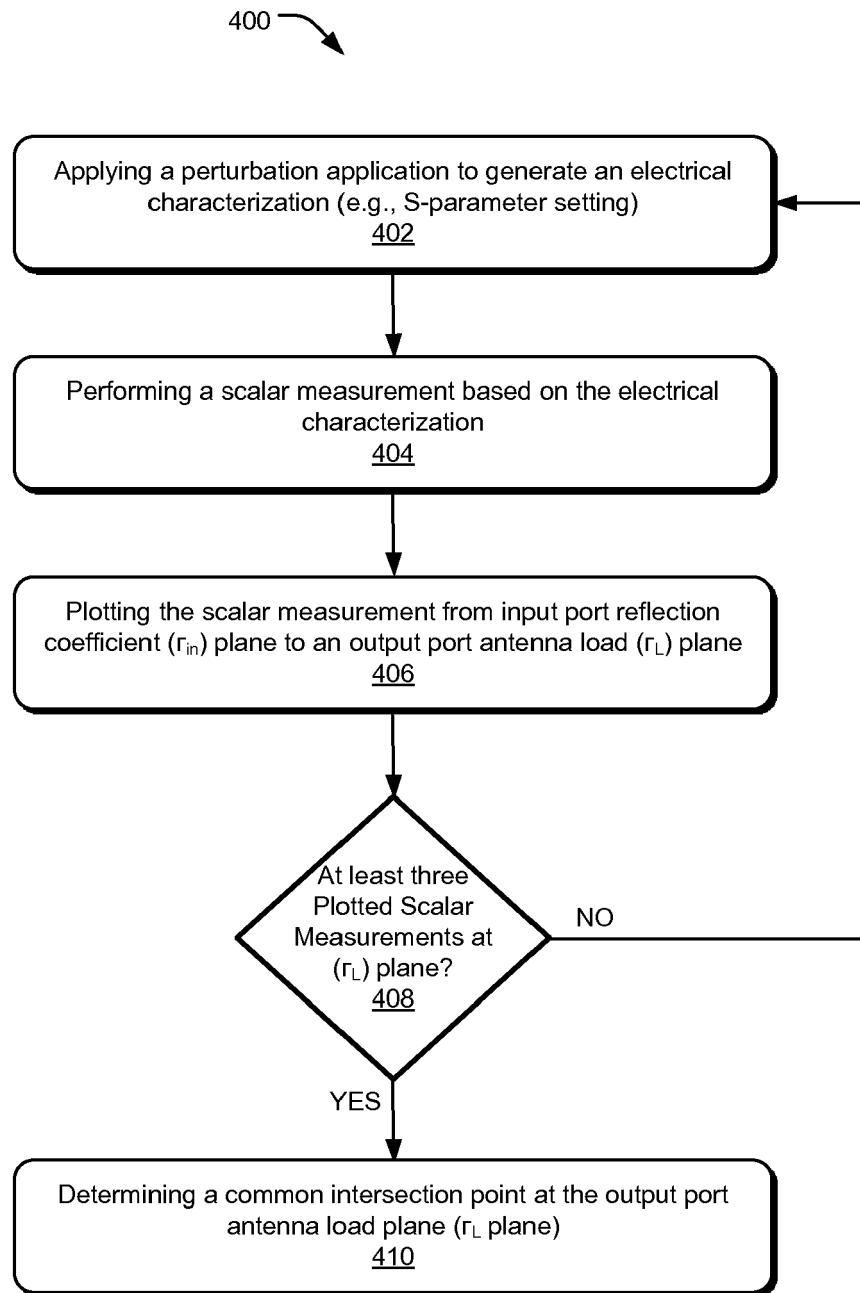 400
Applying a perturbation application to generate an electrical
characterization (e.g., S-parameter setting)
402
Performing a scalar measurement based on the electrical
characterization
404
Plotting the scalar measurement from input port reflection
coefficient (Γin) plane to an output port antenna load (ΓL) plane
406
At least three
Plotted Scalar
Measurements at
(ΓL) plane?
408
NO
YES
Determining a common intersection point at the output port
antenna load plane (ΓL plane)
410